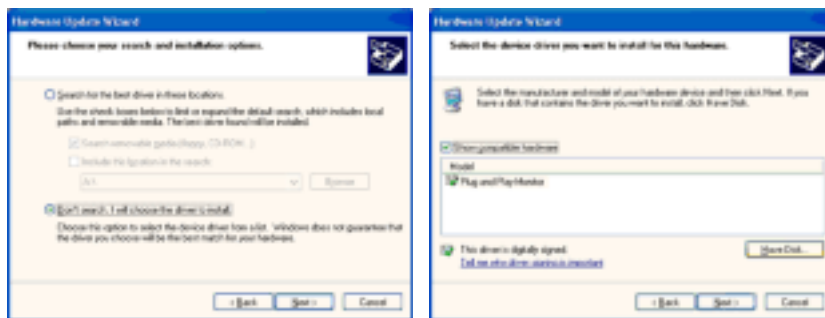 Hardware Update Wizard
Please choose your search and installation options.
Search for the best driver in these locations.
Use the check boxes below to limit or expand the default search, which includes local
paths and removable media. The best driver found will be installed.
Search removable media (floppy, CD-ROM...)
Include this location in the search:
A:\
Browse
Don't search. I will choose the driver to install.
Choose this option to select the device driver from a list. Windows does not guarantee that
the driver you choose will be the best match for your hardware.
< Back
Next >
Cancel
Hardware Update Wizard
Select the device driver you want to install for this hardware.
Select the manufacturer and model of your hardware device and then click Next. If you
have a disk that contains the driver you want to install, click Have Disk.
Show compatible hardware
Model
Plug and Play Monitor
This driver is digitally signed.
Tell me why driver signing is important
Have Disk...
< Back
Next >
Cancel